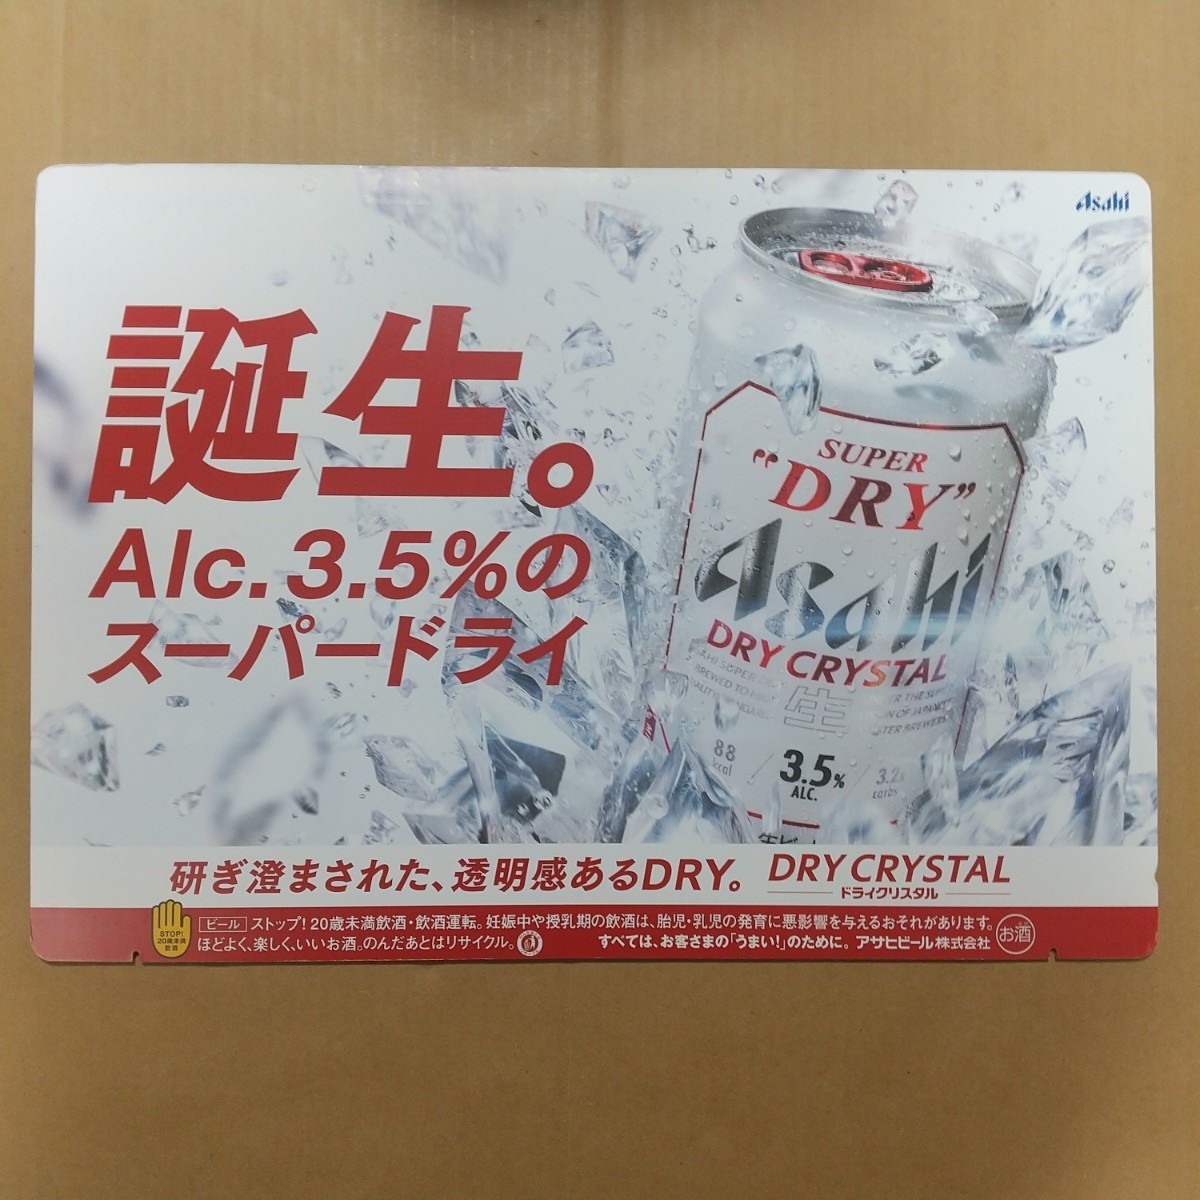 Asahi
誕生。
Alc.3.5%の
スーパードライ
SUPER
"DRY"
Asahi
DRY CRYSTAL
生
88
kcal
3.5%
ALC.
研ぎ澄まされた、透明感あるDRY。
DRY CRYSTAL
ドライクリスタル
STOP!
20歳未満
飲酒
ビール ストップ!20歳未満飲酒・飲酒運転。妊娠中や授乳期の飲酒は、胎児・乳児の発育に悪影響を与えるおそれがあります。
ほどよく、楽しく、いいお酒。のんだあとはリサイクル。 すべては、お客さまの「うまい!」のために。 アサヒビール株式会社
お酒